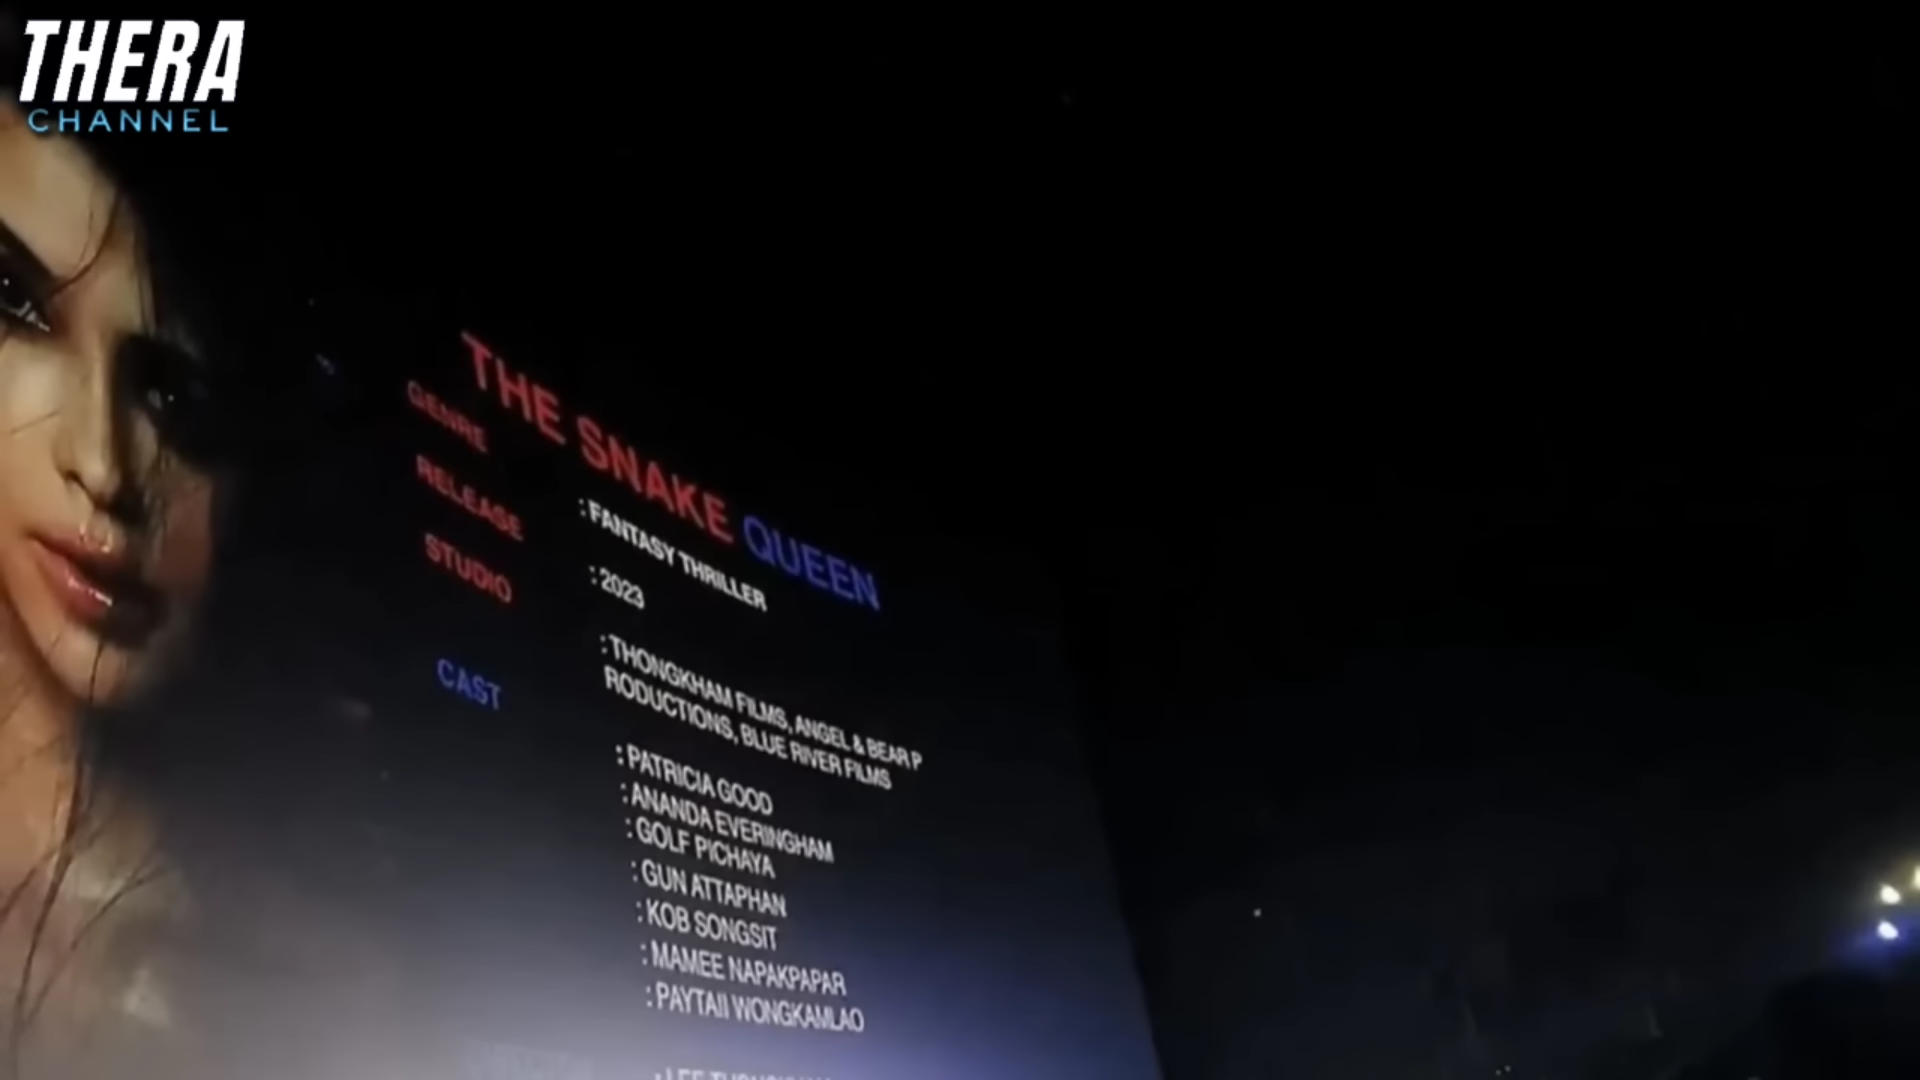 THERA
CHANNEL
THE SNAKE QUEEN
GENRE : FANTASY THRILLER
RELEASE : 2023
STUDIO : THONGKHAM FILMS, ANGEL & BEAR P
RODUCTIONS, BLUE RIVER FILMS
CAST : PATRICIA GOOD
: ANANDA EVERINGHAM
: GOLF PICHAYA
: GUN ATTAPHAN
: KOB SONGSIT
: MAMEE NAPAKPAPAR
: PAYTAII WONGKAMLAO
: LEE